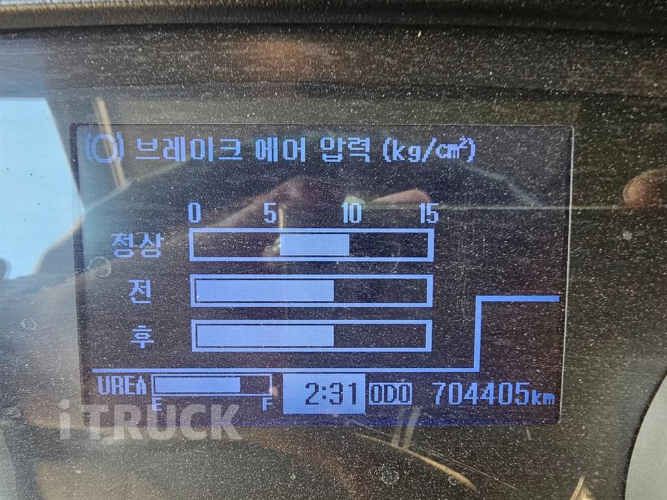 (O) 브레이크 에어 압력 (kg/㎠)
0 5 10 15
정상
전
후
UREA E F 2:31 ODO 704405km
iTRUCK